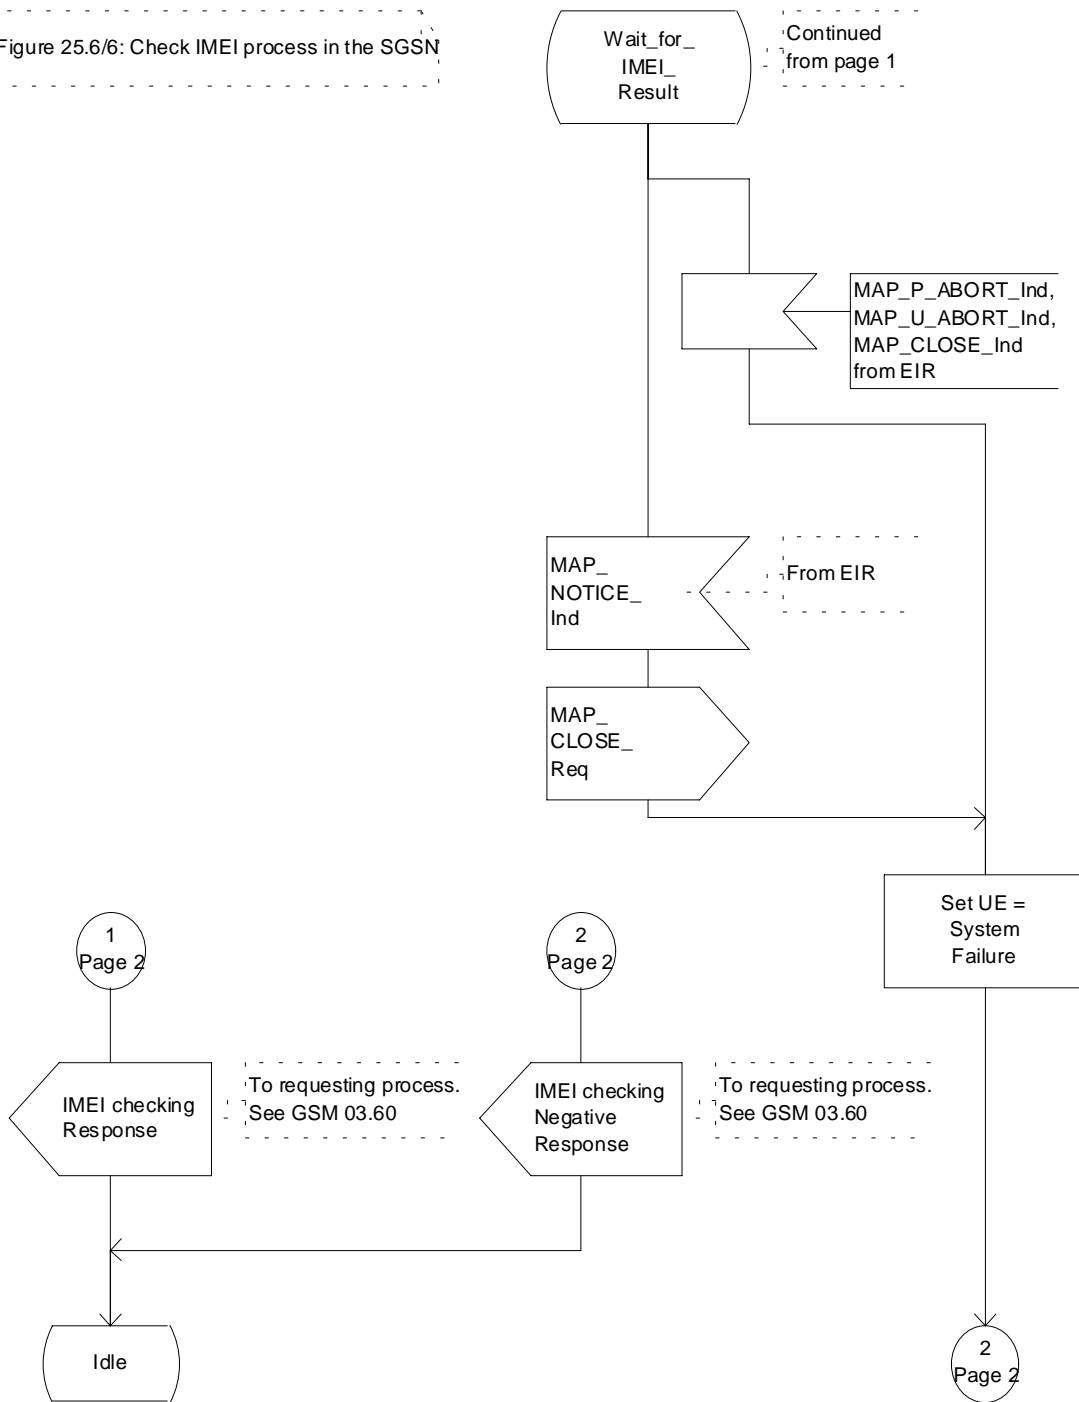 Figure 25.6/6: Check IMEI process in the SGSN
Wait_for_
IMEI_
Result
Continued
from page 1
MAP_P_ABORT_Ind,
MAP_U_ABORT_Ind,
MAP_CLOSE_Ind
from EIR
MAP_
NOTICE_
Ind
From EIR
MAP_
CLOSE_
Req
Set UE =
System
Failure
1
Page 2
2
Page 2
IMEI checking
Response
To requesting process.
See GSM 03.60
IMEI checking
Negative
Response
To requesting process.
See GSM 03.60
Idle
2
Page 2